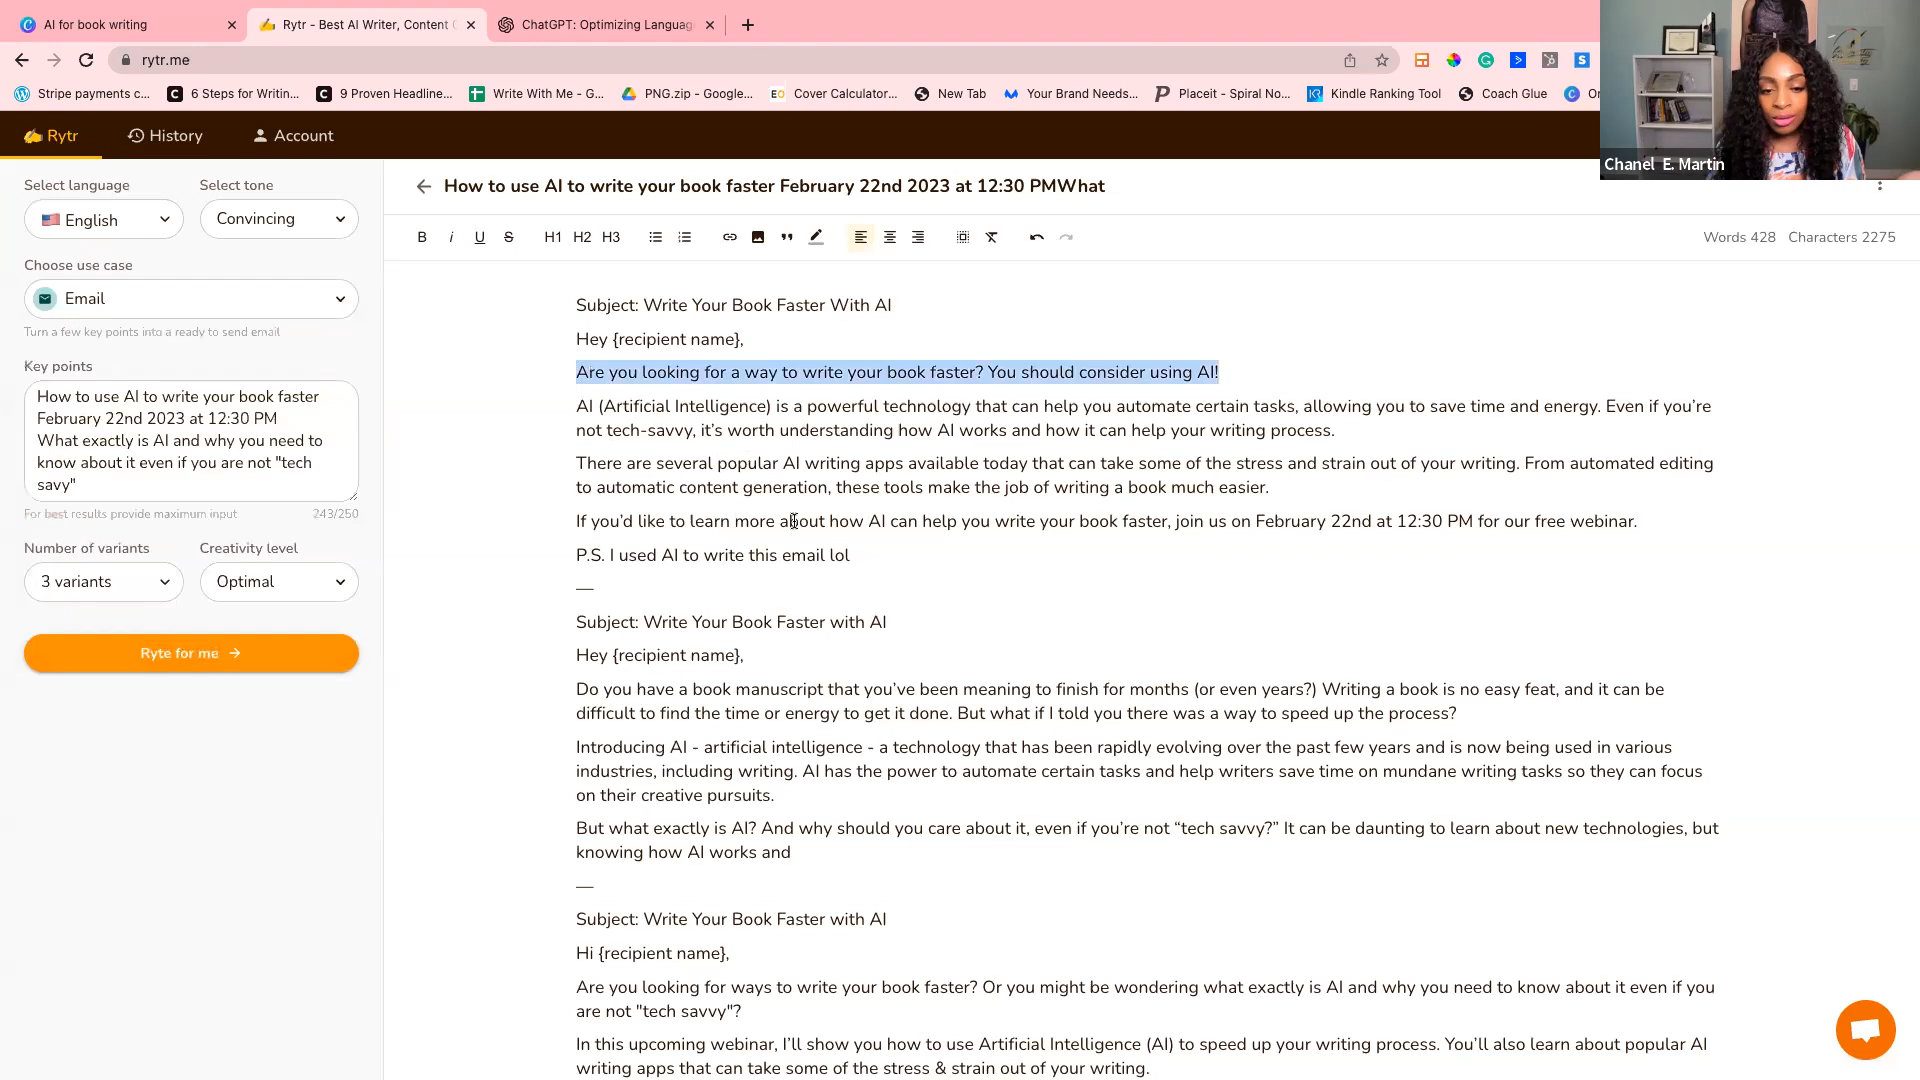 AI for book writing
Rytr - Best AI Writer, Content
ChatGPT: Optimizing Languag
rytr.me
Stripe payments c...
6 Steps for Writin...
9 Proven Headline...
Write With Me - G...
PNG.zip - Google...
Cover Calculator...
New Tab
Your Brand Needs...
Placeit - Spiral No...
Kindle Ranking Tool
Coach Glue
Rytr
History
Account
Chanel E. Martin
Select language
Select tone
English
Convincing
Choose use case
Email
Turn a few key points into a ready to send email
Key points
How to use AI to write your book faster
February 22nd 2023 at 12:30 PM
What exactly is AI and why you need to
know about it even if you are not "tech
savy"
For best results provide maximum input
243/250
Number of variants
Creativity level
3 variants
Optimal
Ryte for me →
How to use AI to write your book faster February 22nd 2023 at 12:30 PMWhat
B i U S H1 H2 H3
Words 428 Characters 2275
Subject: Write Your Book Faster With AI
Hey {recipient name},
Are you looking for a way to write your book faster? You should consider using AI!
AI (Artificial Intelligence) is a powerful technology that can help you automate certain tasks, allowing you to save time and energy. Even if you’re
not tech-savvy, it’s worth understanding how AI works and how it can help your writing process.
There are several popular AI writing apps available today that can take some of the stress and strain out of your writing. From automated editing
to automatic content generation, these tools make the job of writing a book much easier.
If you’d like to learn more about how AI can help you write your book faster, join us on February 22nd at 12:30 PM for our free webinar.
P.S. I used AI to write this email lol
—
Subject: Write Your Book Faster with AI
Hey {recipient name},
Do you have a book manuscript that you’ve been meaning to finish for months (or even years?) Writing a book is no easy feat, and it can be
difficult to find the time or energy to get it done. But what if I told you there was a way to speed up the process?
Introducing AI - artificial intelligence - a technology that has been rapidly evolving over the past few years and is now being used in various
industries, including writing. AI has the power to automate certain tasks and help writers save time on mundane writing tasks so they can focus
on their creative pursuits.
But what exactly is AI? And why should you care about it, even if you’re not “tech savvy?” It can be daunting to learn about new technologies, but
knowing how AI works and
—
Subject: Write Your Book Faster with AI
Hi {recipient name},
Are you looking for ways to write your book faster? Or you might be wondering what exactly is AI and why you need to know about it even if you
are not "tech savvy"?
In this upcoming webinar, I’ll show you how to use Artificial Intelligence (AI) to speed up your writing process. You’ll also learn about popular AI
writing apps that can take some of the stress & strain out of your writing.